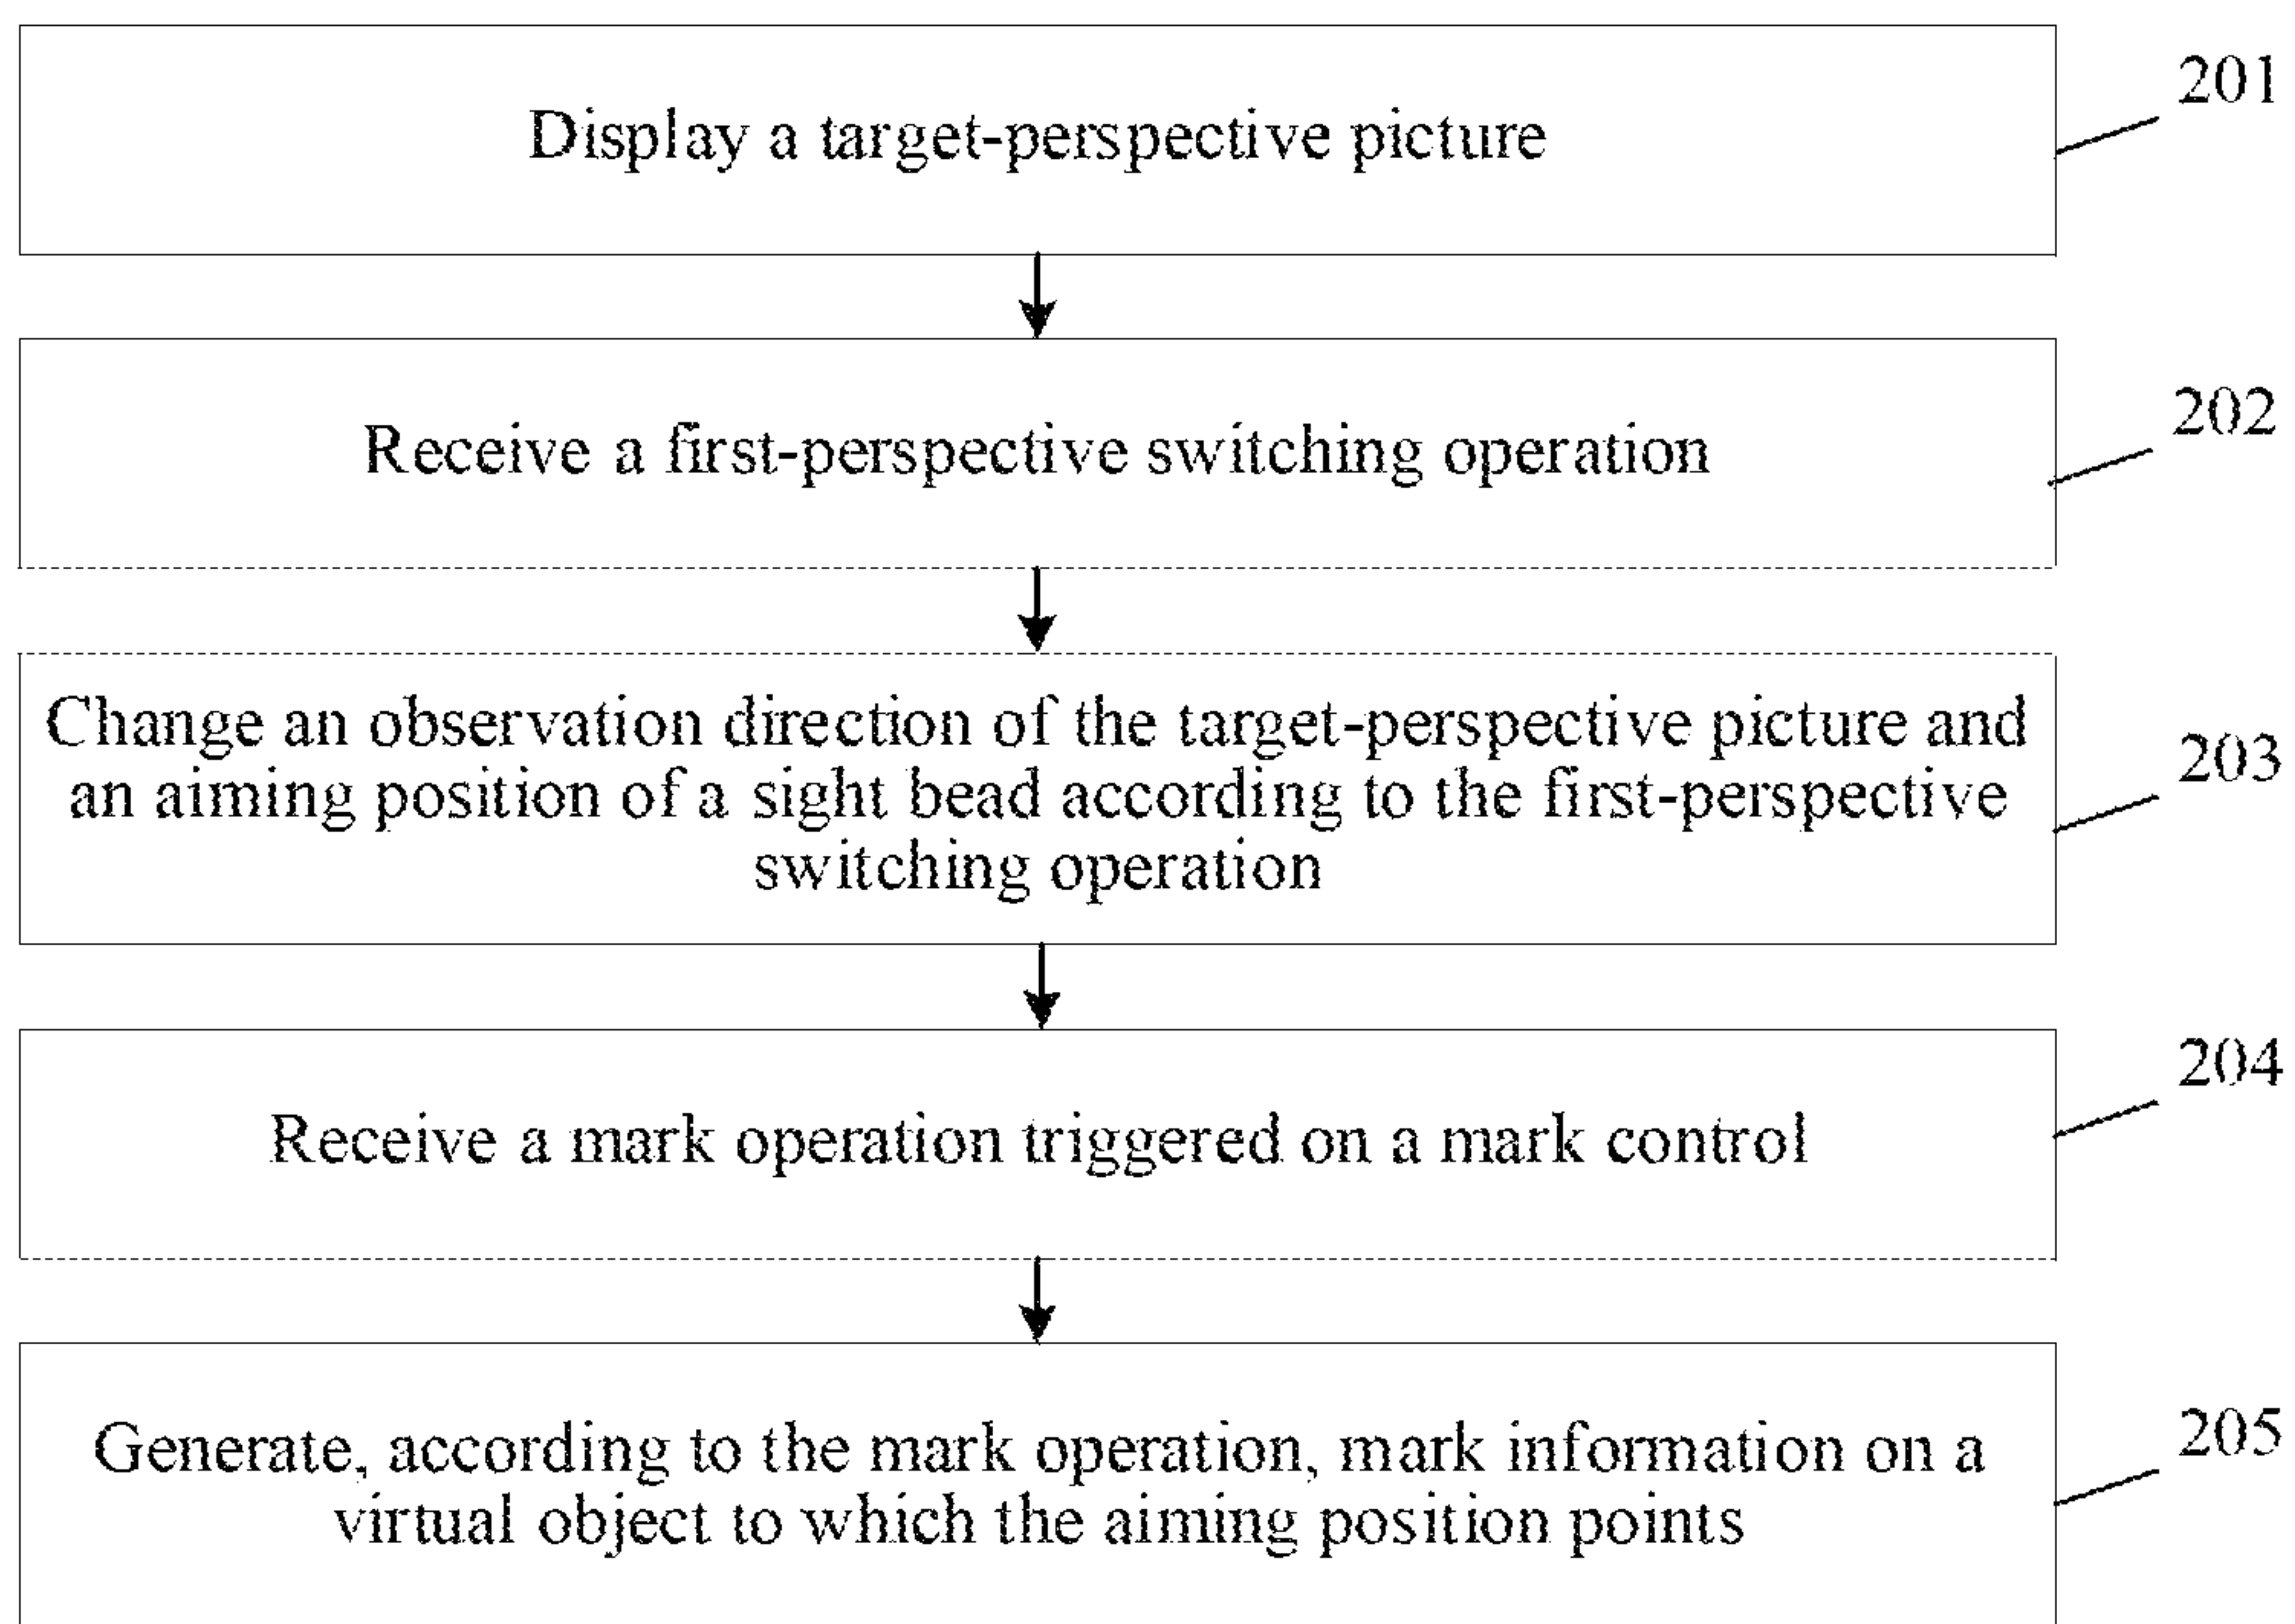 Display a target-perspective picture
201
Receive a first-perspective switching operation
202
Change an observation direction of the target-perspective picture and
an aiming position of a sight bead according to the first-perspective
switching operation
203
Receive a mark operation triggered on a mark control
204
Generate, according to the mark operation, mark information on a
virtual object to which the aiming position points
205